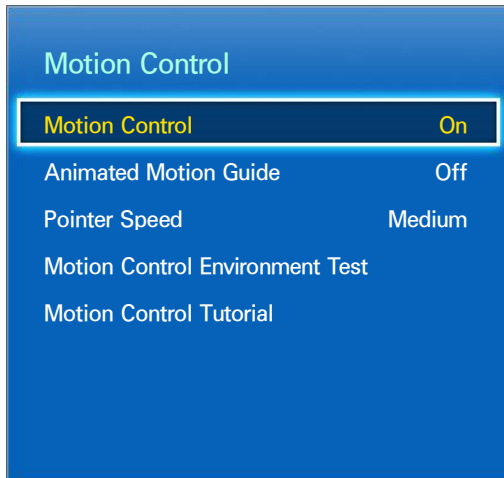 Motion Control
Motion Control On
Animated Motion Guide Off
Pointer Speed Medium
Motion Control Environment Test
Motion Control Tutorial